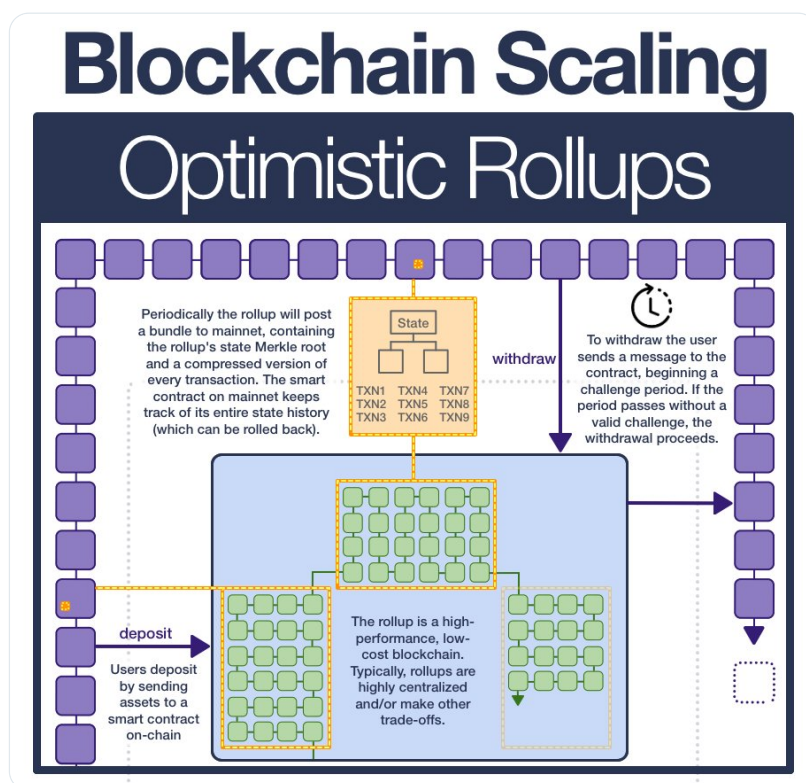 Blockchain Scaling
Optimistic Rollups
Periodically the rollup will post
a bundle to mainnet, containing
the rollup's state Merkle root
and a compressed version of
every transaction. The smart
contract on mainnet keeps
track of its entire state history
(which can be rolled back).
State
TXN1 TXN4 TXN7
TXN2 TXN5 TXN8
TXN3 TXN6 TXN9
withdraw
To withdraw the user
sends a message to the
contract, beginning a
challenge period. If the
period passes without a
valid challenge, the
withdrawal proceeds.
deposit
Users deposit
by sending
assets to a
smart contract
on-chain
The rollup is a high-
performance, low-
cost blockchain.
Typically, rollups are
highly centralized
and/or make other
trade-offs.